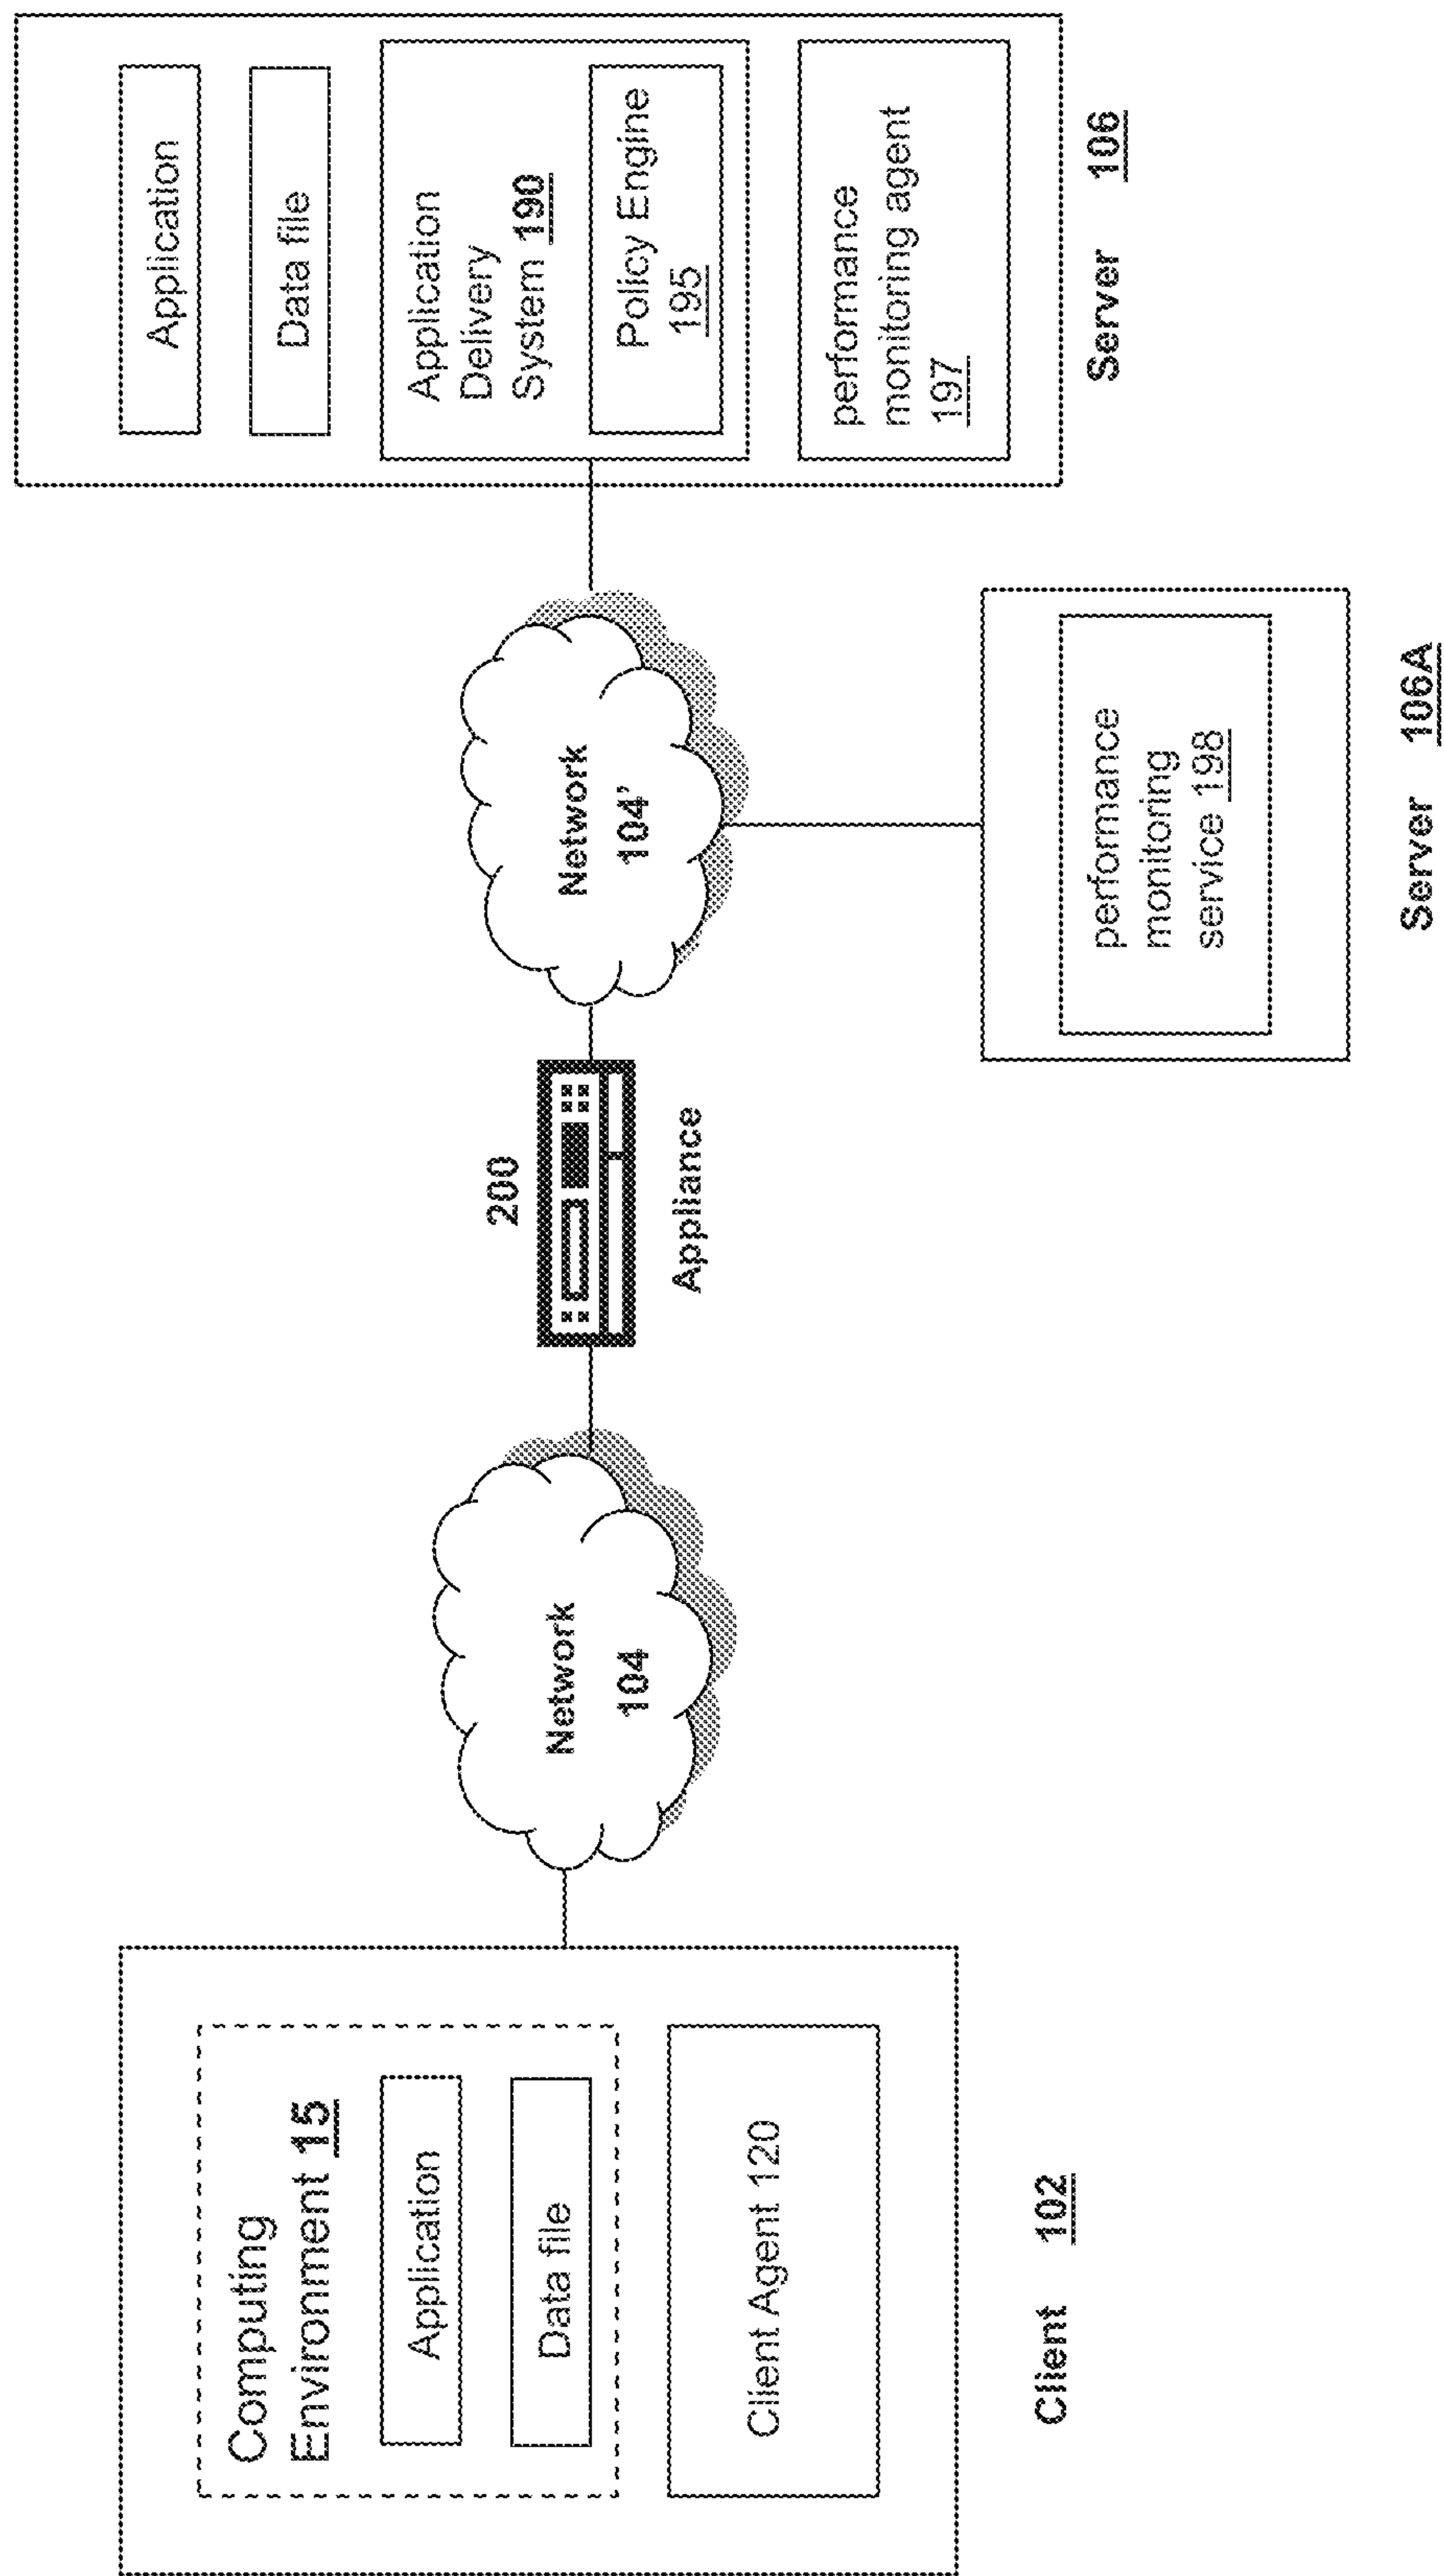 Computing
Environment 15
Application
Data file
Client Agent 120
Client 102
Network
104
200
Appliance
Network
104'
performance
monitoring
service 198
Server 106A
Application
Data file
Application
Delivery
System 190
Policy Engine
195
performance
monitoring agent
197
Server 106